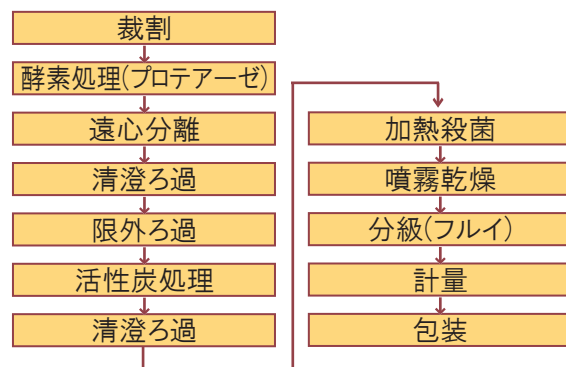 裁割
酵素処理(プロテアーゼ)
遠心分離
清澄ろ過
限外ろ過
活性炭処理
清澄ろ過
加熱殺菌
噴霧乾燥
分級(フルイ)
計量
包装